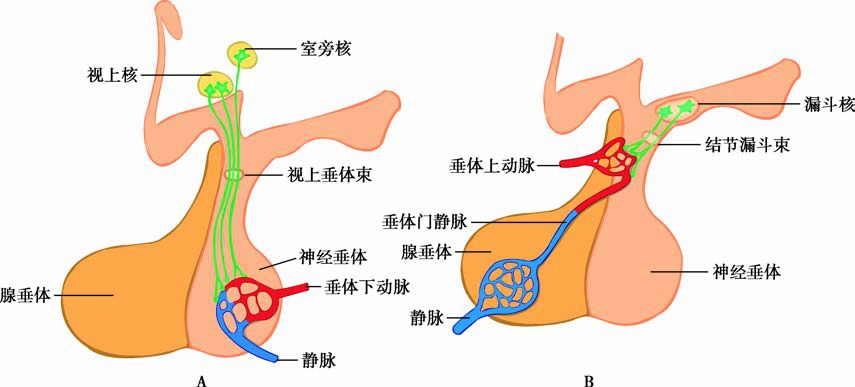 室旁核
视上核
视上垂体束
神经垂体
腺垂体
垂体下动脉
静脉
A
漏斗核
结节漏斗束
垂体上动脉
垂体门静脉
腺垂体
神经垂体
静脉
B